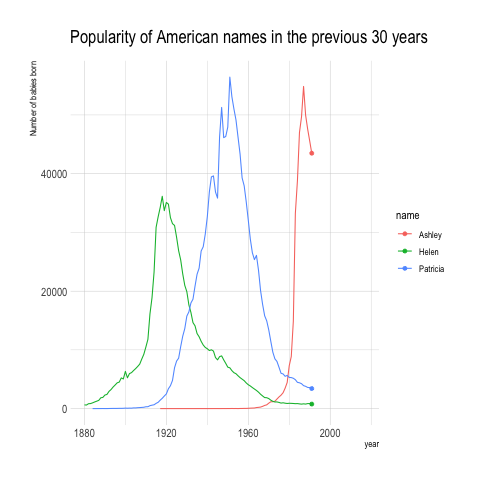 Popularity of American names in the previous 30 years
Number of babies born
40000
20000
0
1880
1920
1960
2000
year
name
Ashley
Helen
Patricia